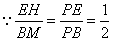 ∵ EH/BM = PE/PB = 1/2